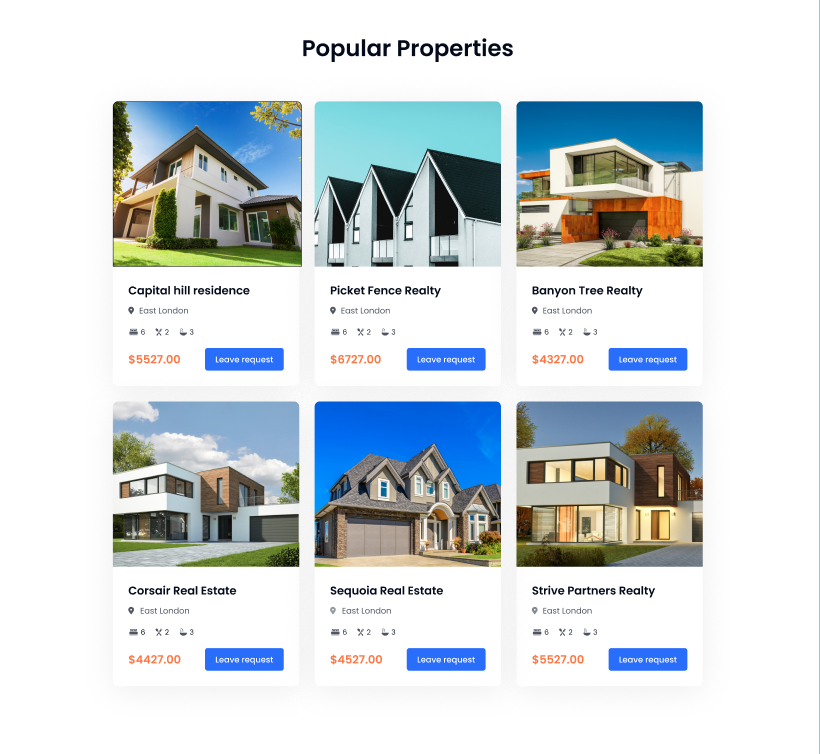 Popular Properties
Capital hill residence
East London
6 2 3
$5527.00 Leave request
Picket Fence Realty
East London
6 2 3
$6727.00 Leave request
Banyon Tree Realty
East London
6 2 3
$4327.00 Leave request
Corsair Real Estate
East London
6 2 3
$4427.00 Leave request
Sequoia Real Estate
East London
6 2 3
$4527.00 Leave request
Strive Partners Realty
East London
6 2 3
$5527.00 Leave request